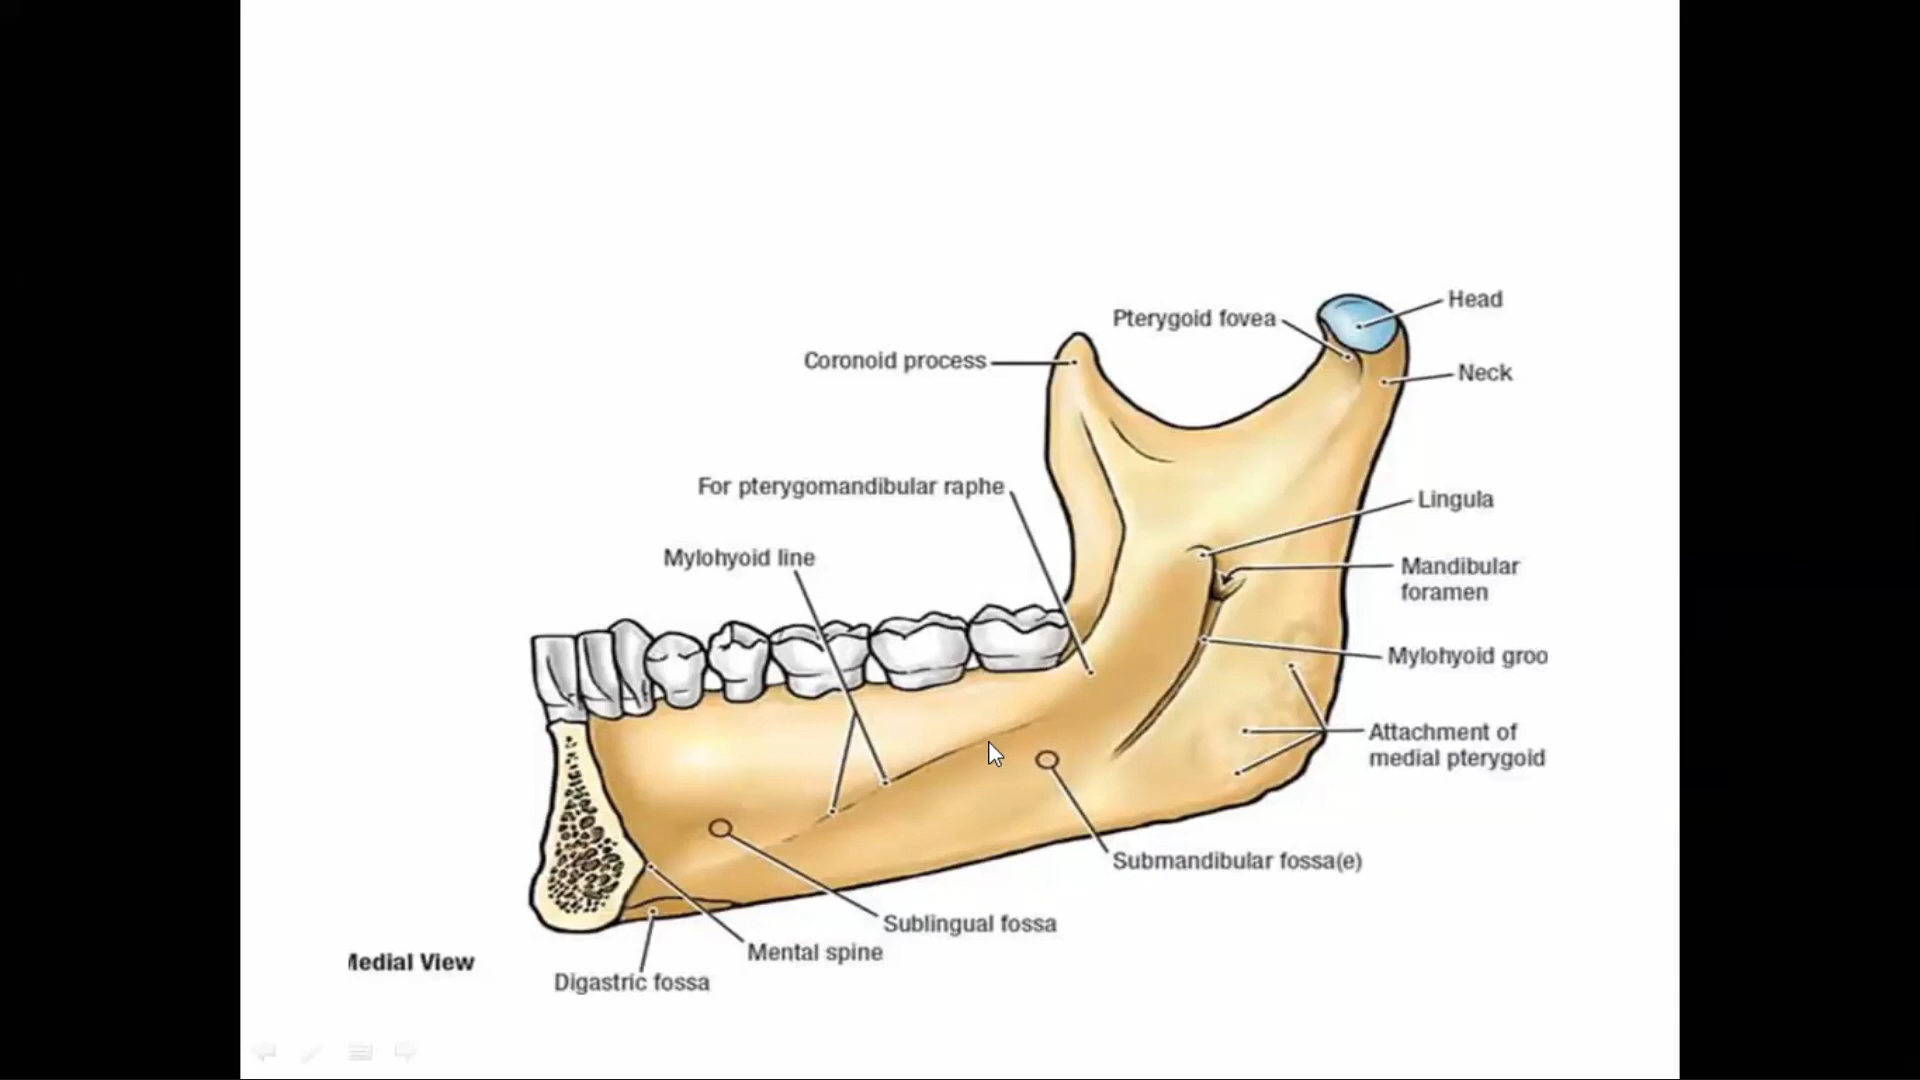 Head
Pterygoid fovea
Coronoid process
Neck
For pterygomandibular raphe
Lingula
Mylohyoid line
Mandibular
foramen
Mylohyoid groo
Attachment of
medial pterygoid
Submandibular fossa(e)
Sublingual fossa
Mental spine
Medial View
Digastric fossa